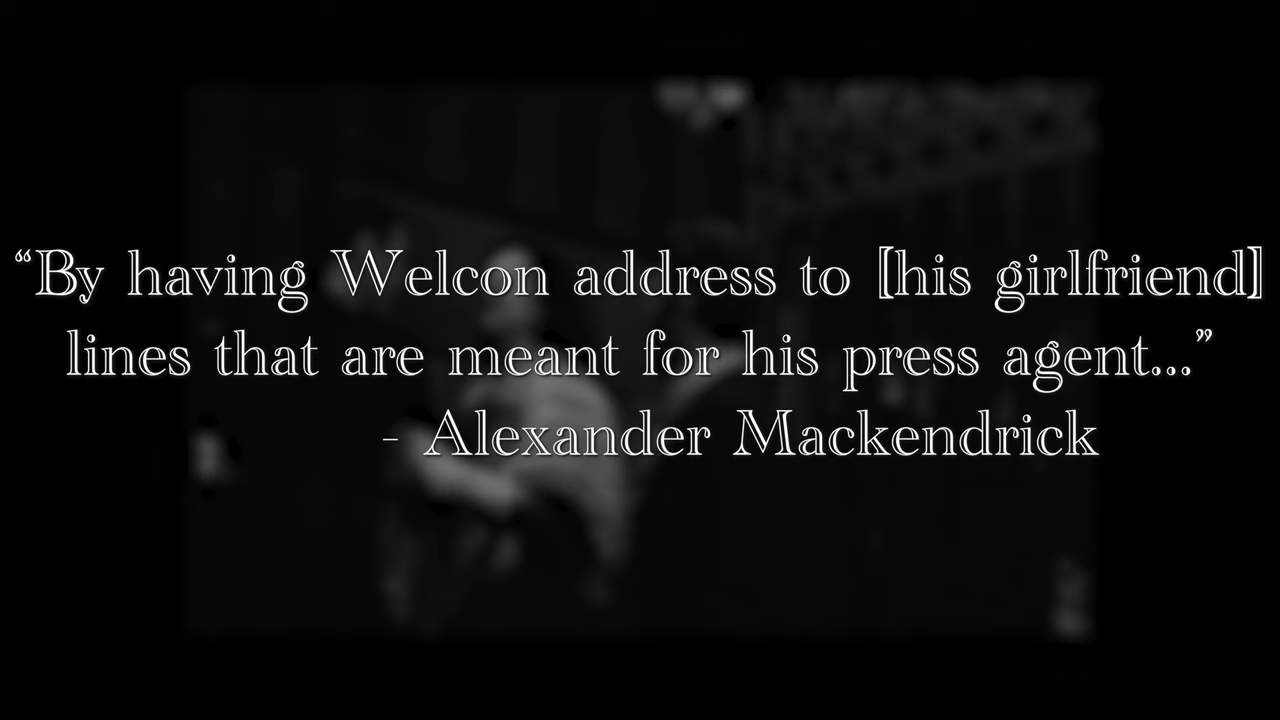 “By having Welcon address to [his girlfriend]
lines that are meant for his press agent...”
- Alexander Mackendrick